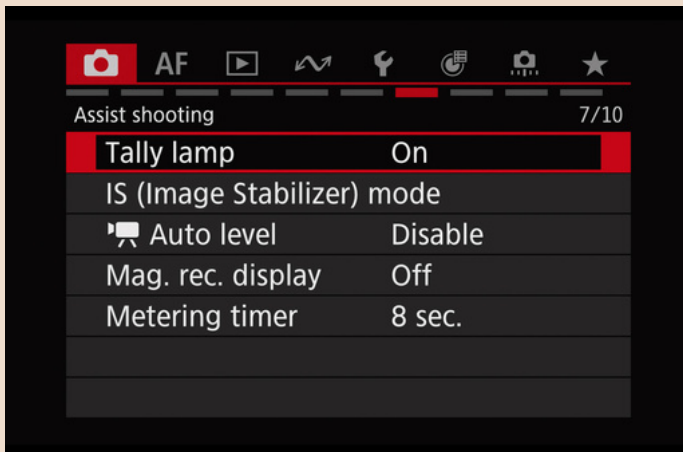 AF
Assist shooting 7/10
Tally lamp On
IS (Image Stabilizer) mode
Auto level Disable
Mag. rec. display Off
Metering timer 8 sec.